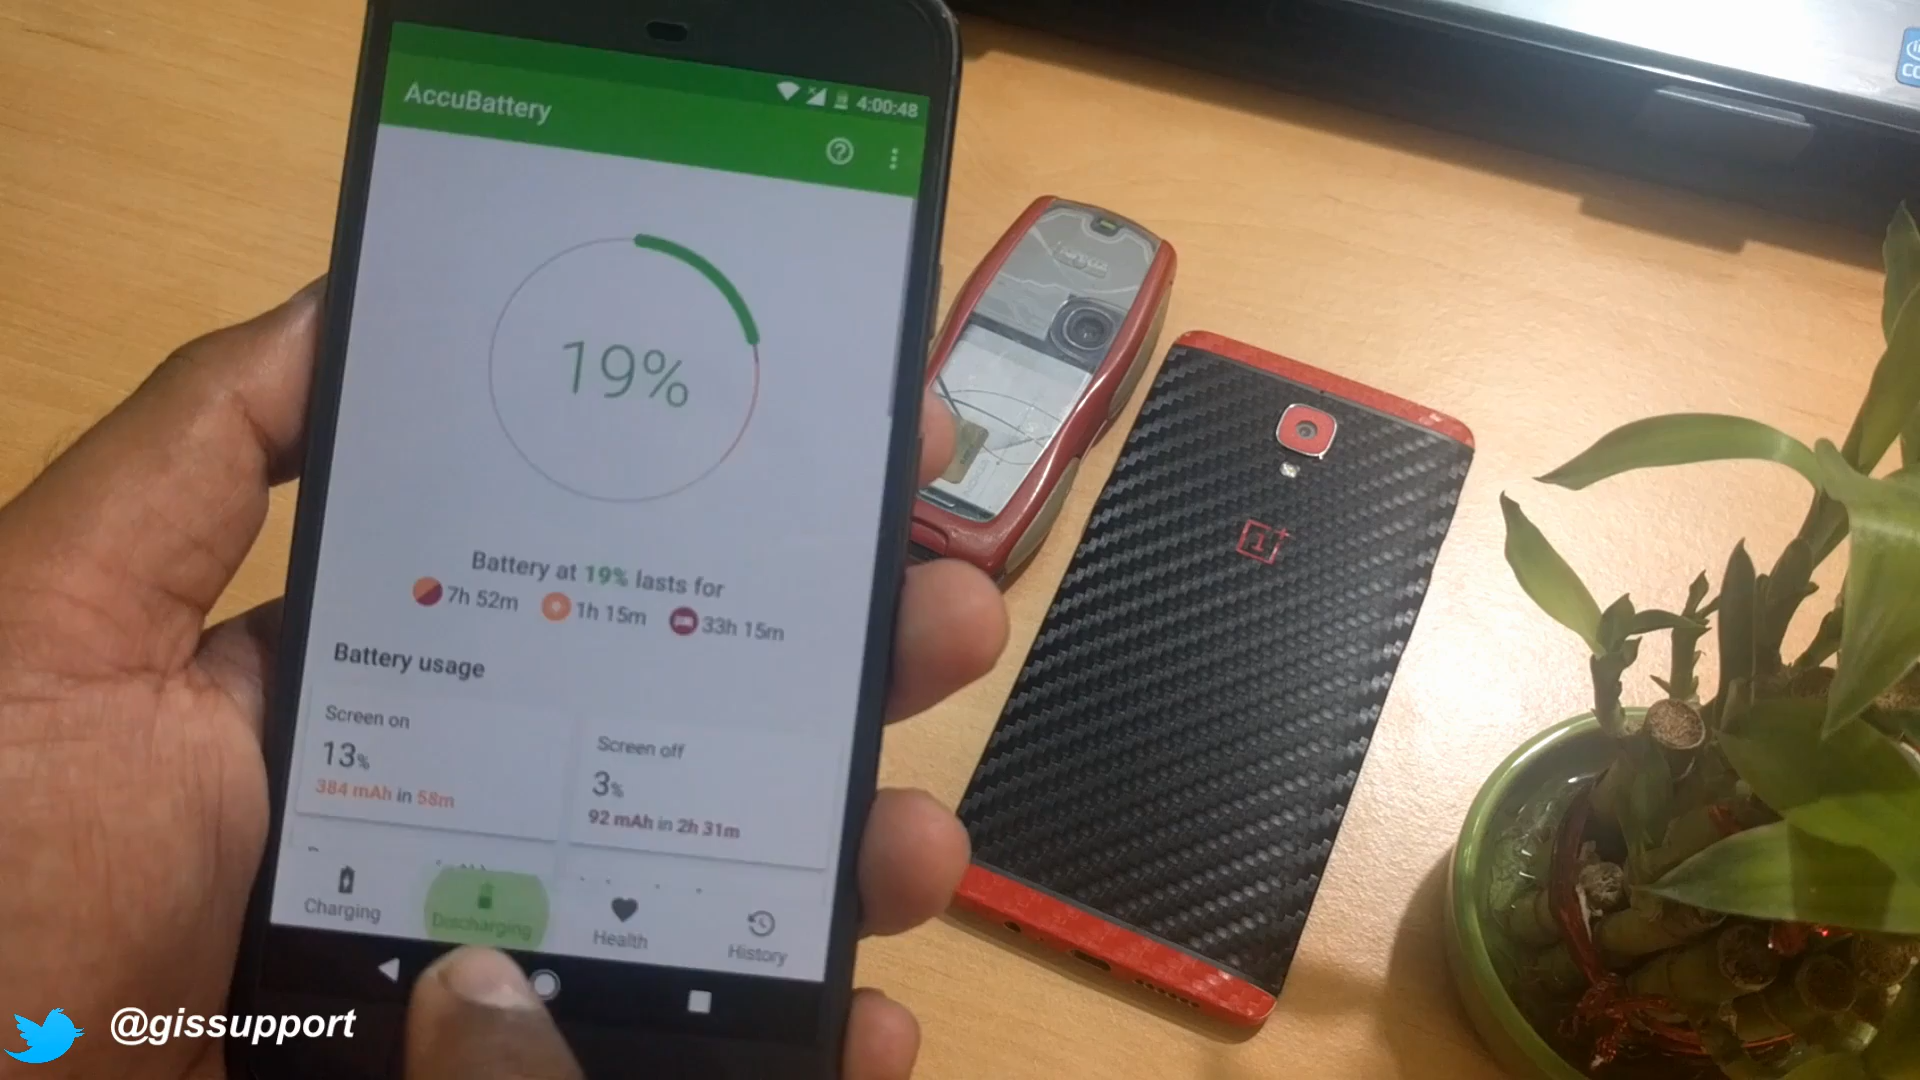 4:00:48
AccuBattery
19%
Battery at 19% lasts for
7h 52m 1h 15m 33h 15m
Battery usage
Screen on
13%
384 mAh in 58m
Screen off
3%
92 mAh in 2h 31m
Charging
Discharging
Health
History
NOKIA
1+
@gissupport